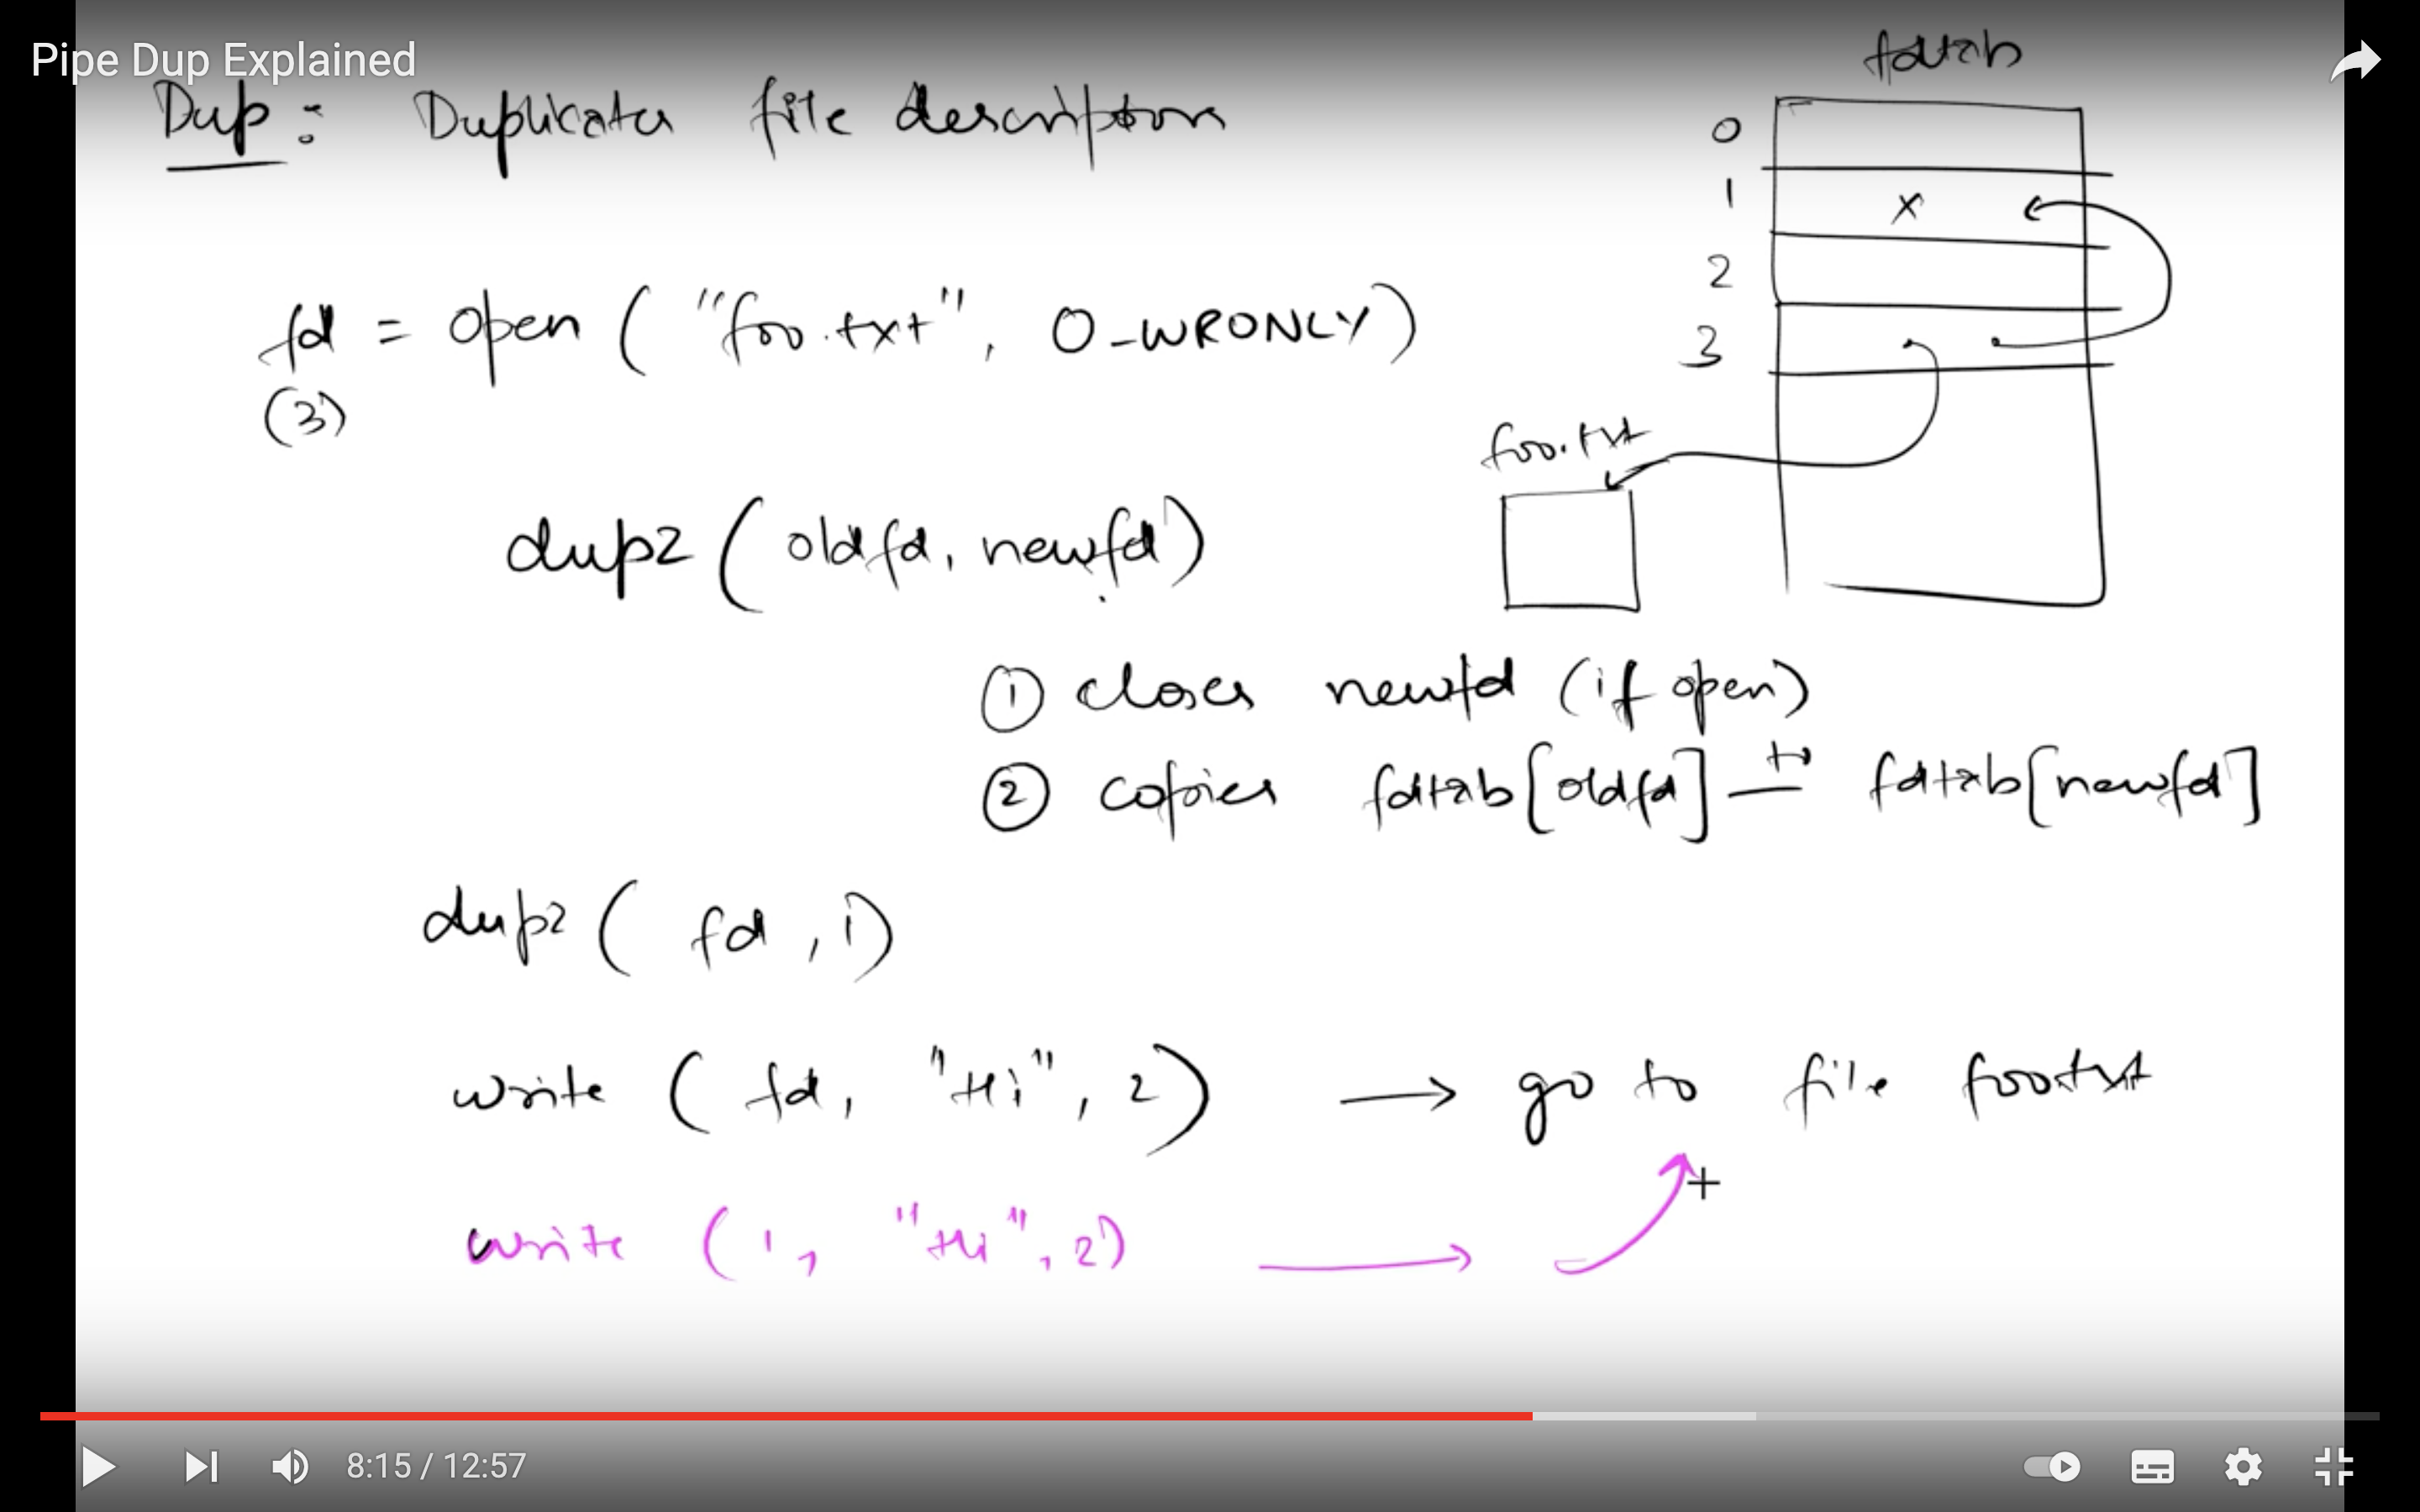 Pipe Dup Explained
fdtab
Dup: Duplicates file descriptors
0
1 x
2
3
fd = open ( "foo.txt", O_WRONLY)
(3)
foo.txt
dup2 ( oldfd, newfd)
① closes newfd (if open)
② copies fdtab[oldfd] to fdtab[newfd]
dup2 ( fd , 1)
write ( fd, "Hi", 2) → go to file foo.txt
write ( 1, "Hi", 2) →
8:15 / 12:57